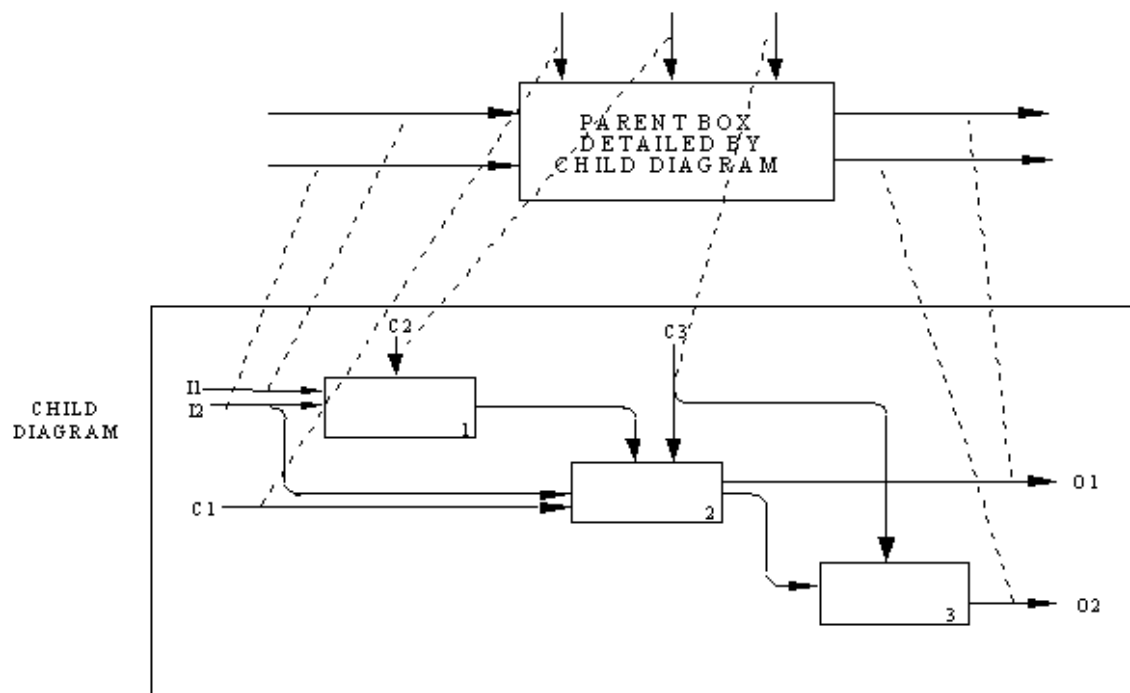 PARENT BOX
DETAILED BY
CHILD DIAGRAM
C2
C3
I1
I2
CHILD
DIAGRAM
1
C1
2
O1
3
O2